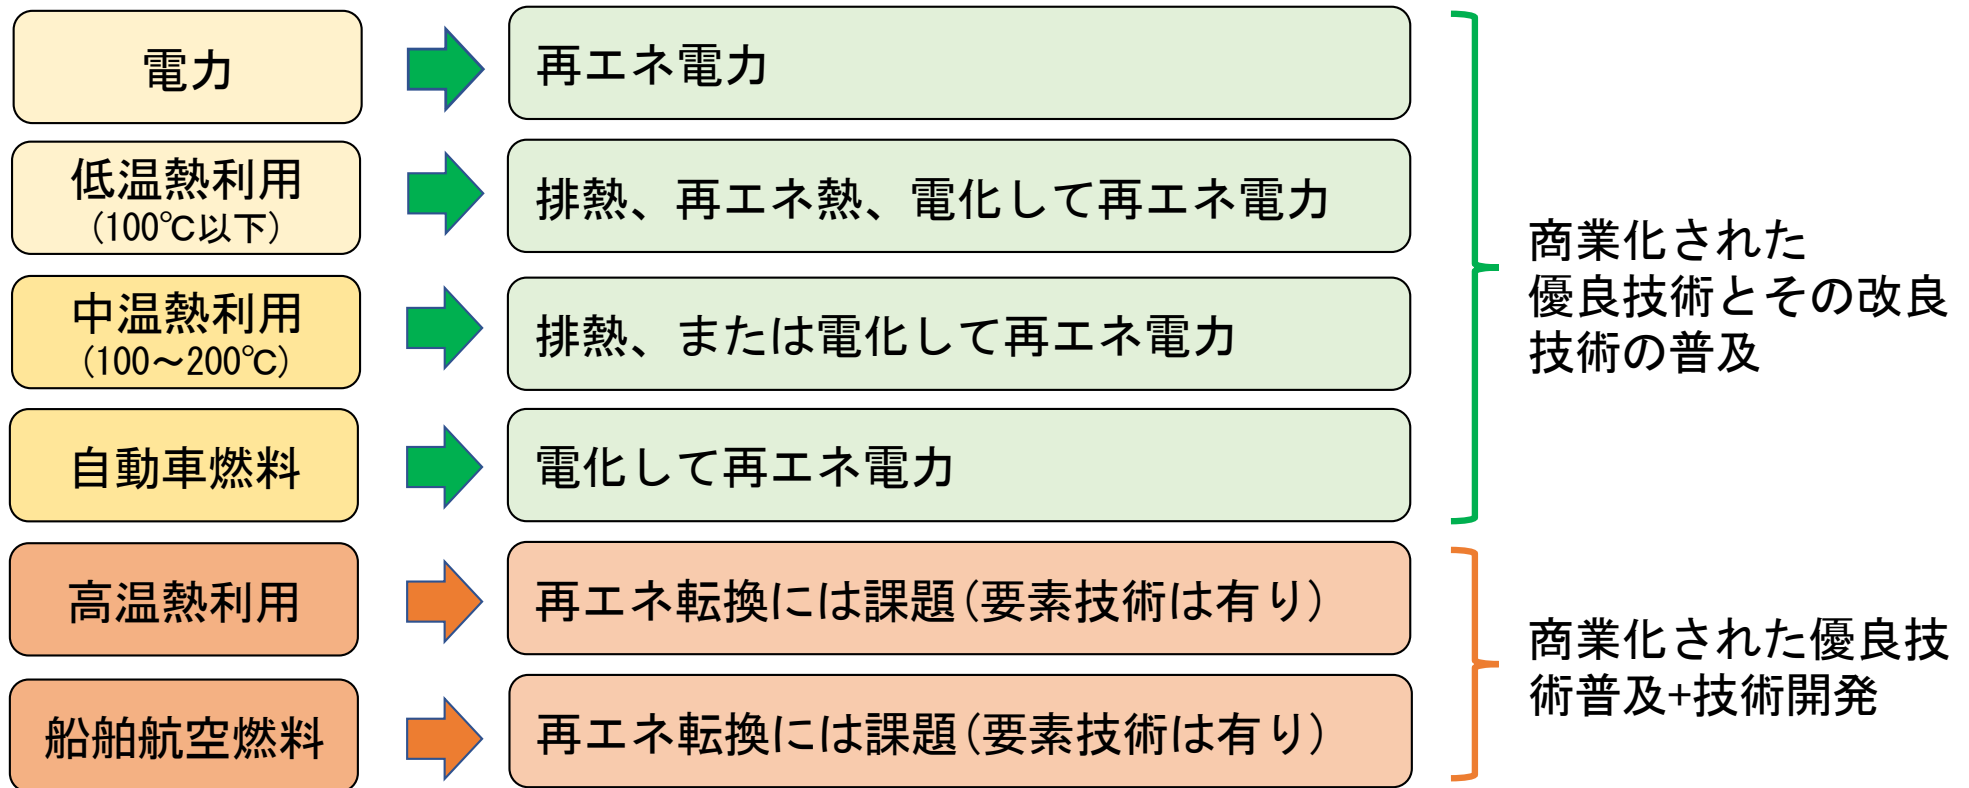 電力
再エネ電力
低温熱利用
(100℃以下)
排熱、再エネ熱、電化して再エネ電力
中温熱利用
(100～200℃)
排熱、または電化して再エネ電力
自動車燃料
電化して再エネ電力
商業化された
優良技術とその改良
技術の普及
高温熱利用
再エネ転換には課題(要素技術は有り)
船舶航空燃料
再エネ転換には課題(要素技術は有り)
商業化された優良技
術普及+技術開発